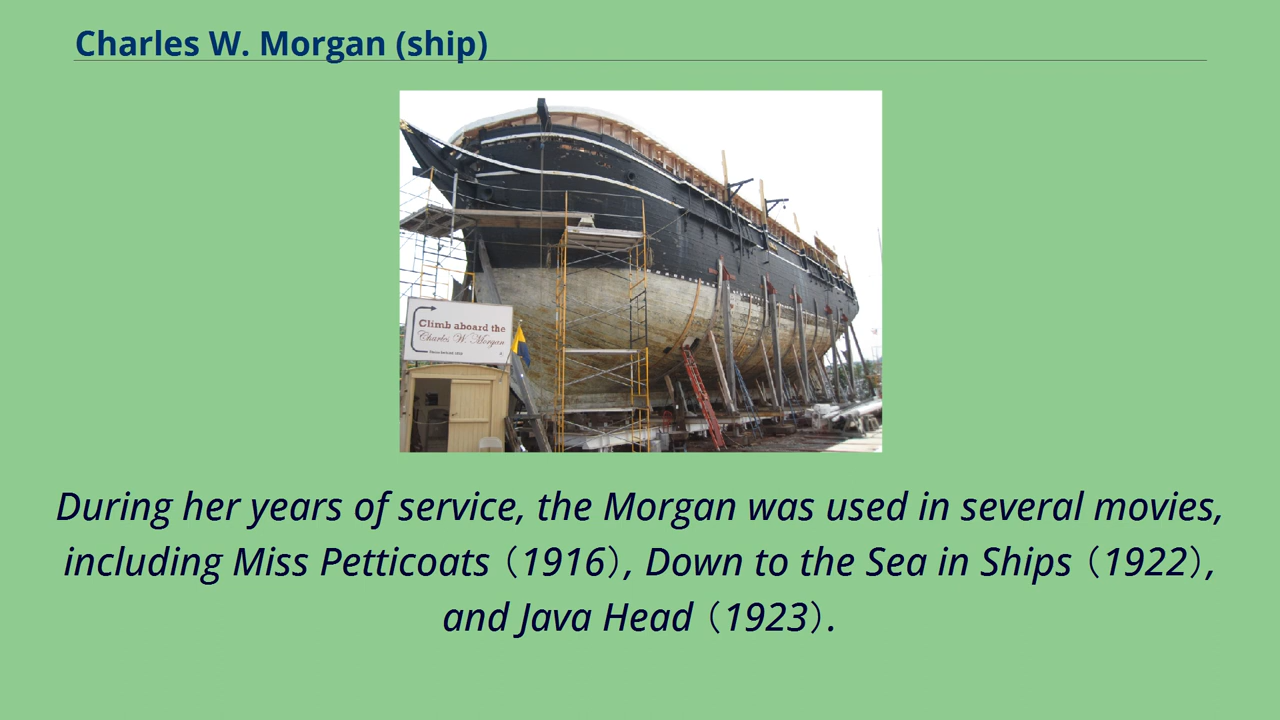 Charles W. Morgan (ship)
Climb aboard the
Charles W. Morgan
During her years of service, the Morgan was used in several movies,
including Miss Petticoats (1916), Down to the Sea in Ships (1922),
and Java Head (1923).